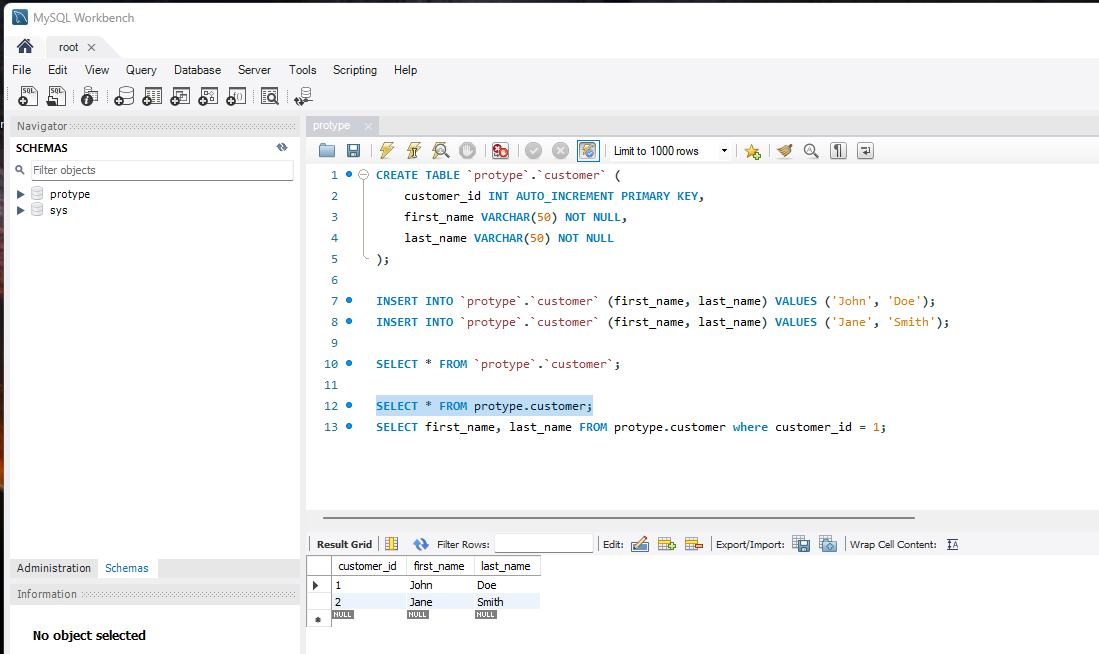 MySQL Workbench
root
File Edit View Query Database Server Tools Scripting Help
Navigator
SCHEMAS
Filter objects
protype
sys
Administration Schemas
Information
No object selected
protype
Limit to 1000 rows
1 CREATE TABLE `protype`.`customer` (
2 customer_id INT AUTO_INCREMENT PRIMARY KEY,
3 first_name VARCHAR(50) NOT NULL,
4 last_name VARCHAR(50) NOT NULL
5 );
6
7 INSERT INTO `protype`.`customer` (first_name, last_name) VALUES ('John', 'Doe');
8 INSERT INTO `protype`.`customer` (first_name, last_name) VALUES ('Jane', 'Smith');
9
10 SELECT * FROM `protype`.`customer`;
11
12 SELECT * FROM protype.customer;
13 SELECT first_name, last_name FROM protype.customer where customer_id = 1;
Result Grid Filter Rows: Edit: Export/Import: Wrap Cell Content:
customer_id first_name last_name
1 John Doe
2 Jane Smith
NULL NULL NULL